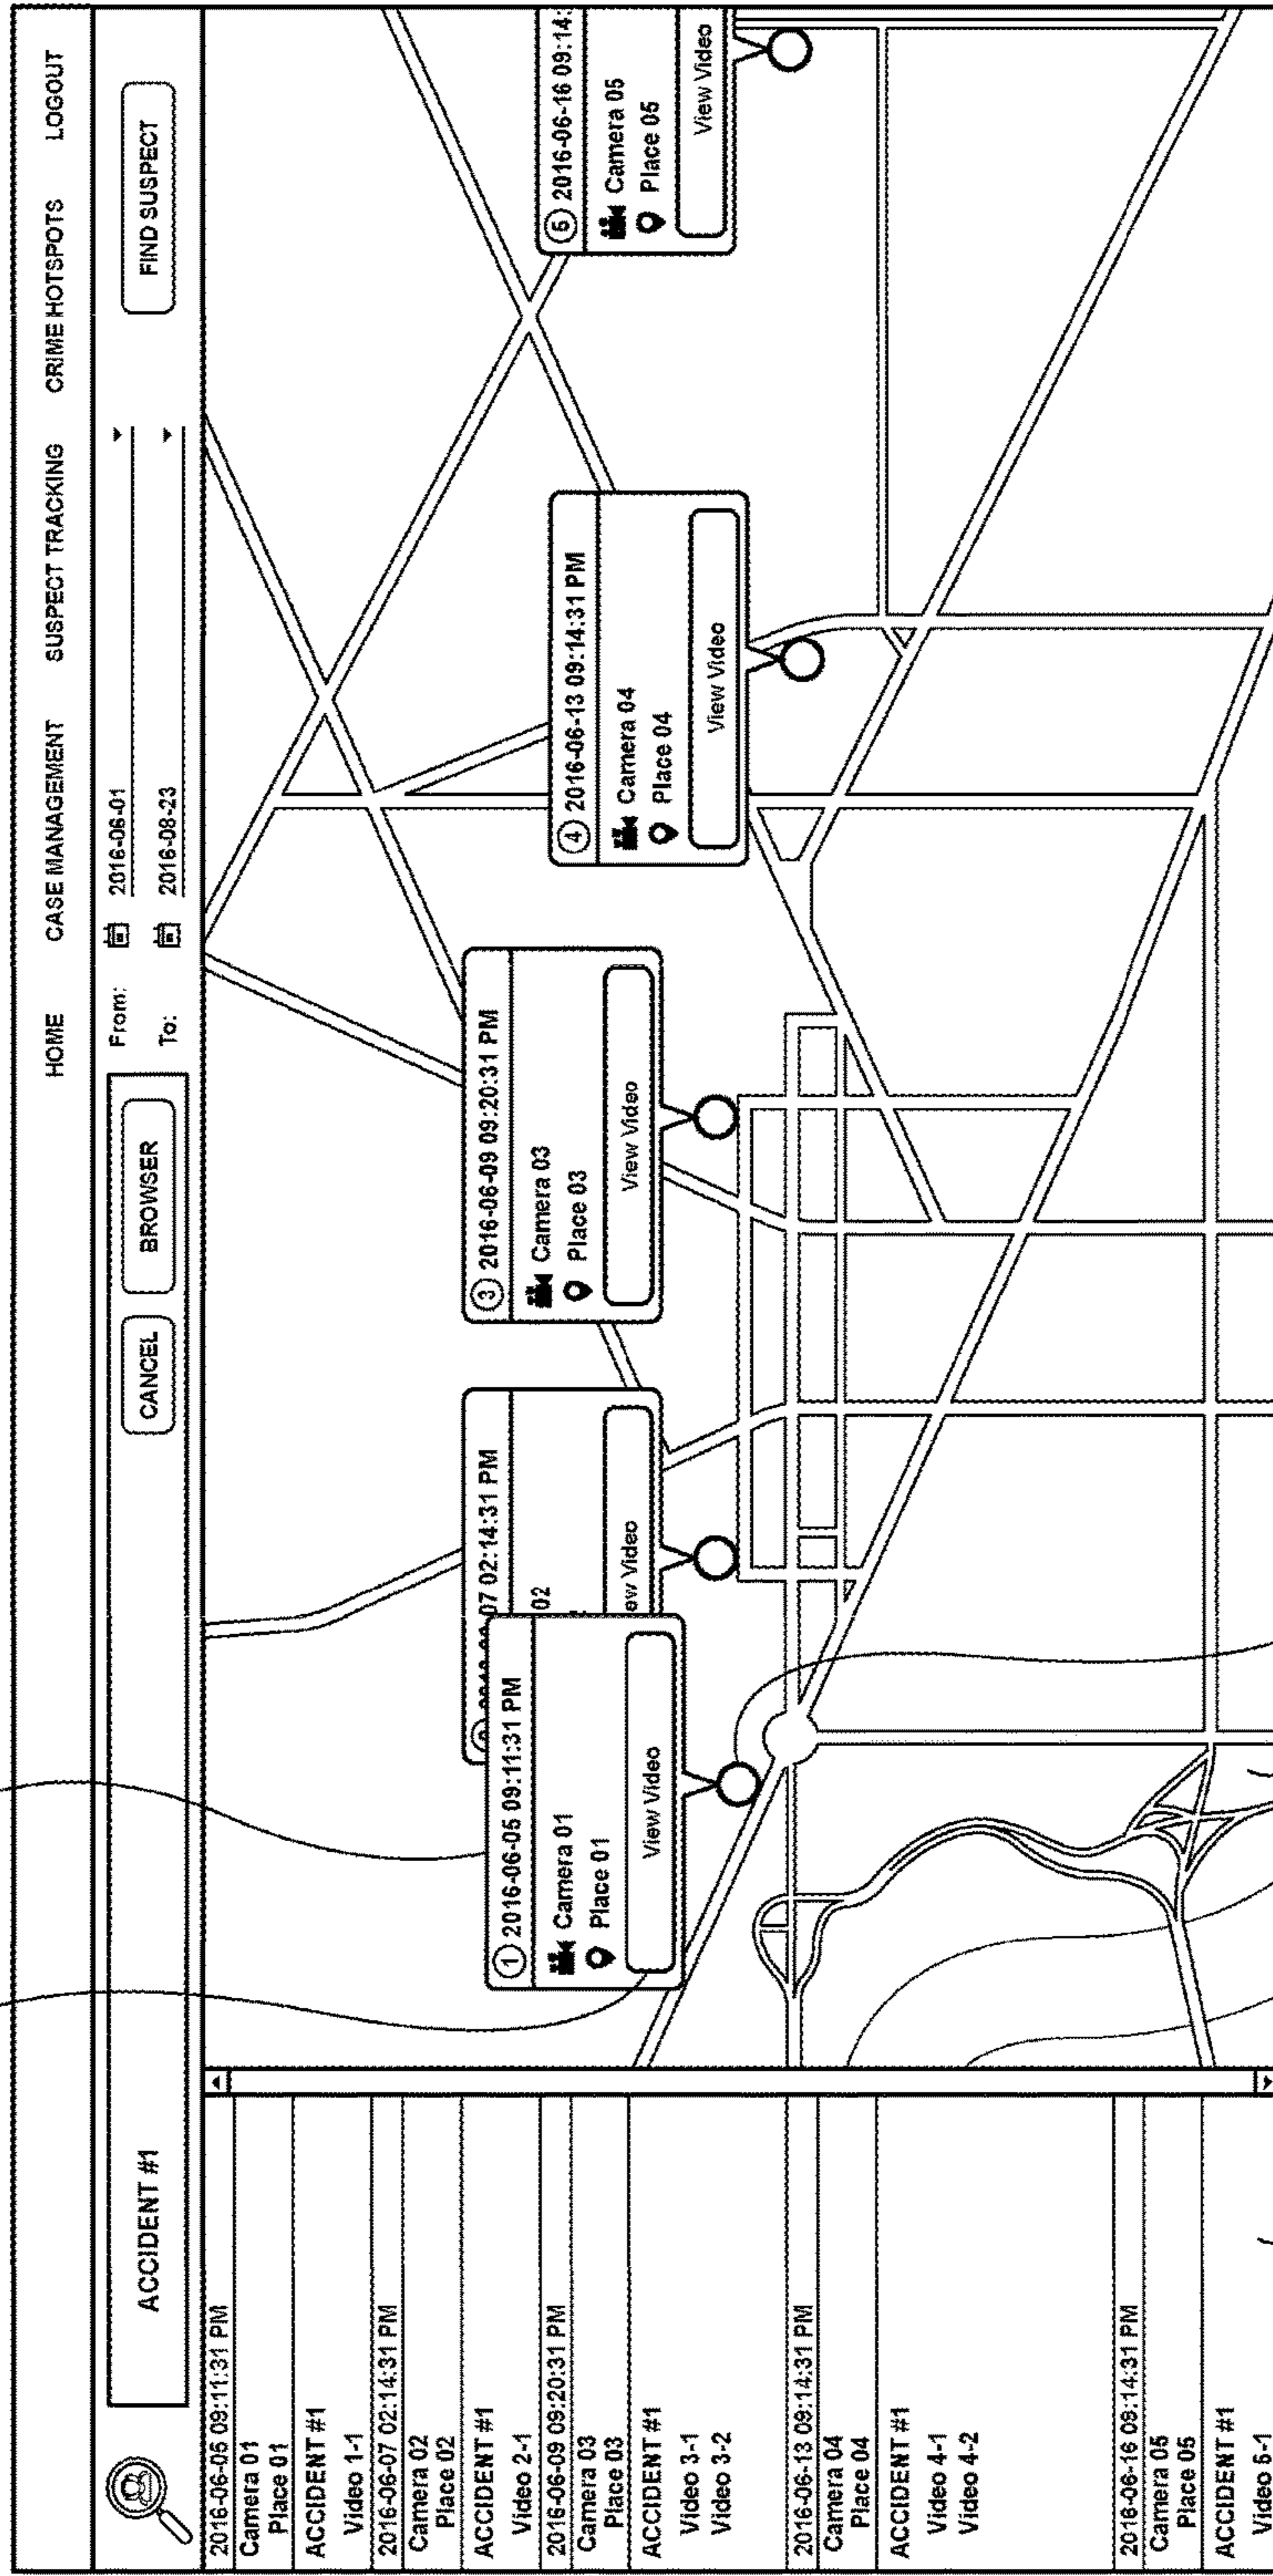 HOME CASE MANAGEMENT SUSPECT TRACKING CRIME HOTSPOTS LOGOUT
ACCIDENT #1
CANCEL
BROWSER
From: 2016-06-01
To: 2016-08-23
FIND SUSPECT
2016-06-05 09:11:31 PM
Camera 01
Place 01
ACCIDENT #1
Video 1-1
2016-06-07 02:14:31 PM
Camera 02
Place 02
ACCIDENT #1
Video 2-1
2016-06-09 09:20:31 PM
Camera 03
Place 03
ACCIDENT #1
Video 3-1
Video 3-2
2016-06-13 09:14:31 PM
Camera 04
Place 04
ACCIDENT #1
Video 4-1
Video 4-2
2016-06-16 09:14:31 PM
Camera 05
Place 05
ACCIDENT #1
Video 5-1
1 2016-06-05 09:11:31 PM
Camera 01
Place 01
View Video
07 02:14:31 PM
02
ew Video
3 2016-06-09 09:20:31 PM
Camera 03
Place 03
View Video
4 2016-06-13 09:14:31 PM
Camera 04
Place 04
View Video
5 2016-06-16 09:14:
Camera 05
Place 05
View Video